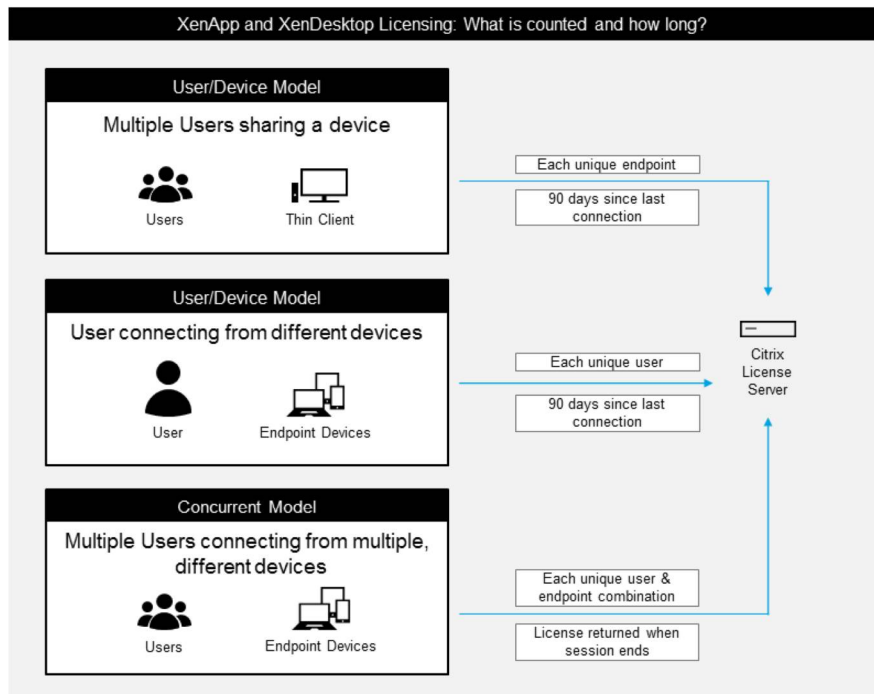 XenApp and XenDesktop Licensing: What is counted and how long?
User/Device Model
Multiple Users sharing a device
Users
Thin Client
Each unique endpoint
90 days since last
connection
User/Device Model
User connecting from different devices
User
Endpoint Devices
Each unique user
90 days since last
connection
Citrix
License
Server
Concurrent Model
Multiple Users connecting from multiple,
different devices
Users
Endpoint Devices
Each unique user &
endpoint combination
License returned when
session ends